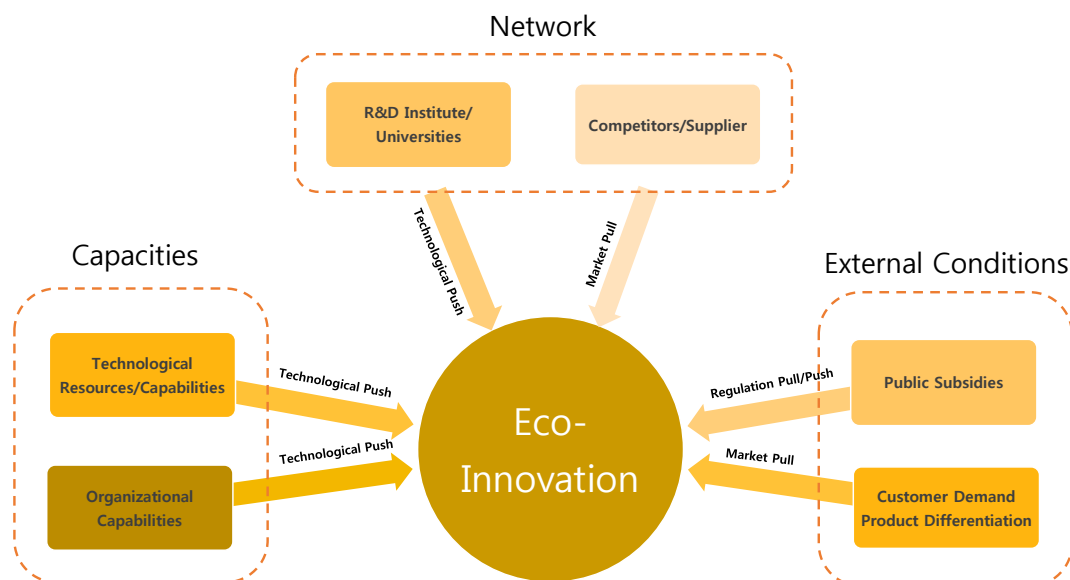 Network
R&D Institute/
Universities
Competitors/Supplier
Technological Push
Market Pull
Capacities
Technological
Resources/Capabilities
Technological Push
Organizational
Capabilities
Technological Push
Eco-
Innovation
External Conditions
Regulation Pull/Push
Public Subsidies
Market Pull
Customer Demand
Product Differentiation